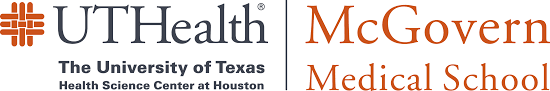 UTHealth®
The University of Texas
Health Science Center at Houston
McGovern
Medical School